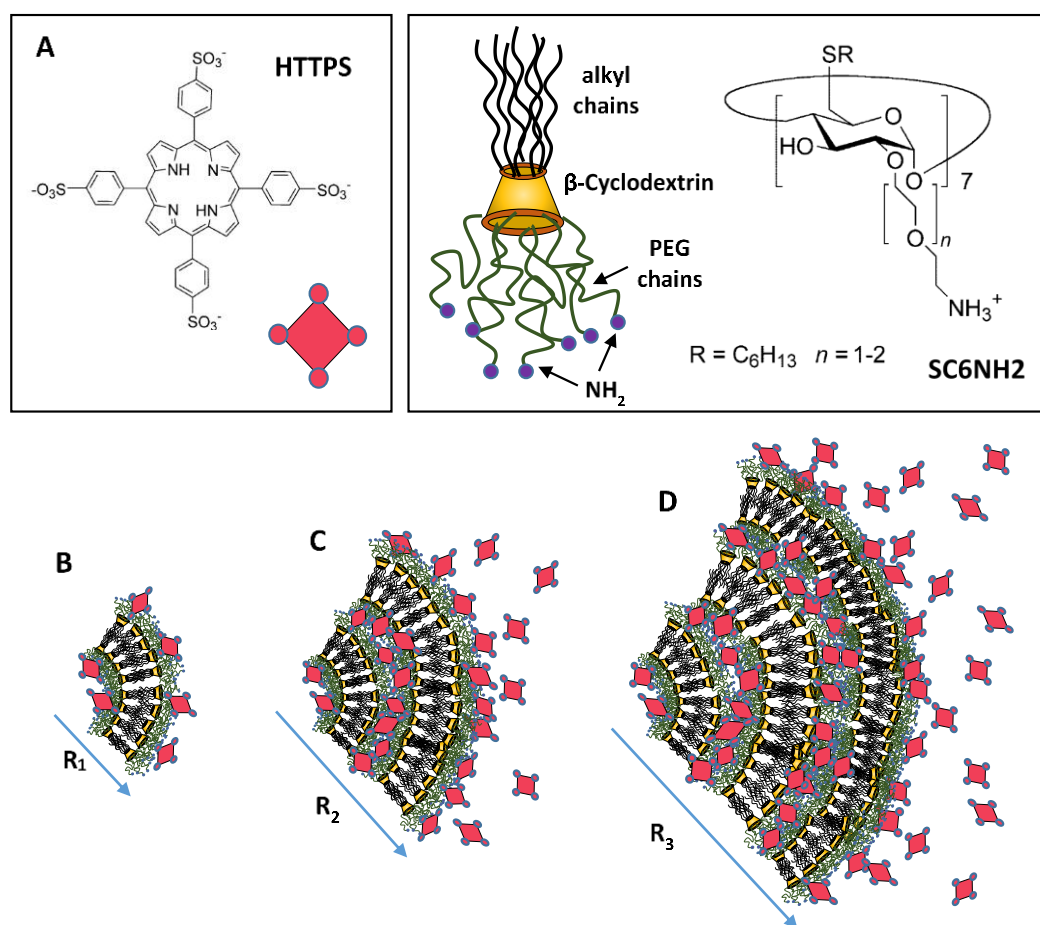 A
HTTPS
SO3-
-O3S
SO3-
SO3-
NH
N
N
HN
alkyl
chains
β-Cyclodextrin
PEG
chains
NH2
SR
O
HO
O
O
7
O
n
NH3+
R = C6H13 n = 1-2
SC6NH2
B
R1
C
R2
D
R3